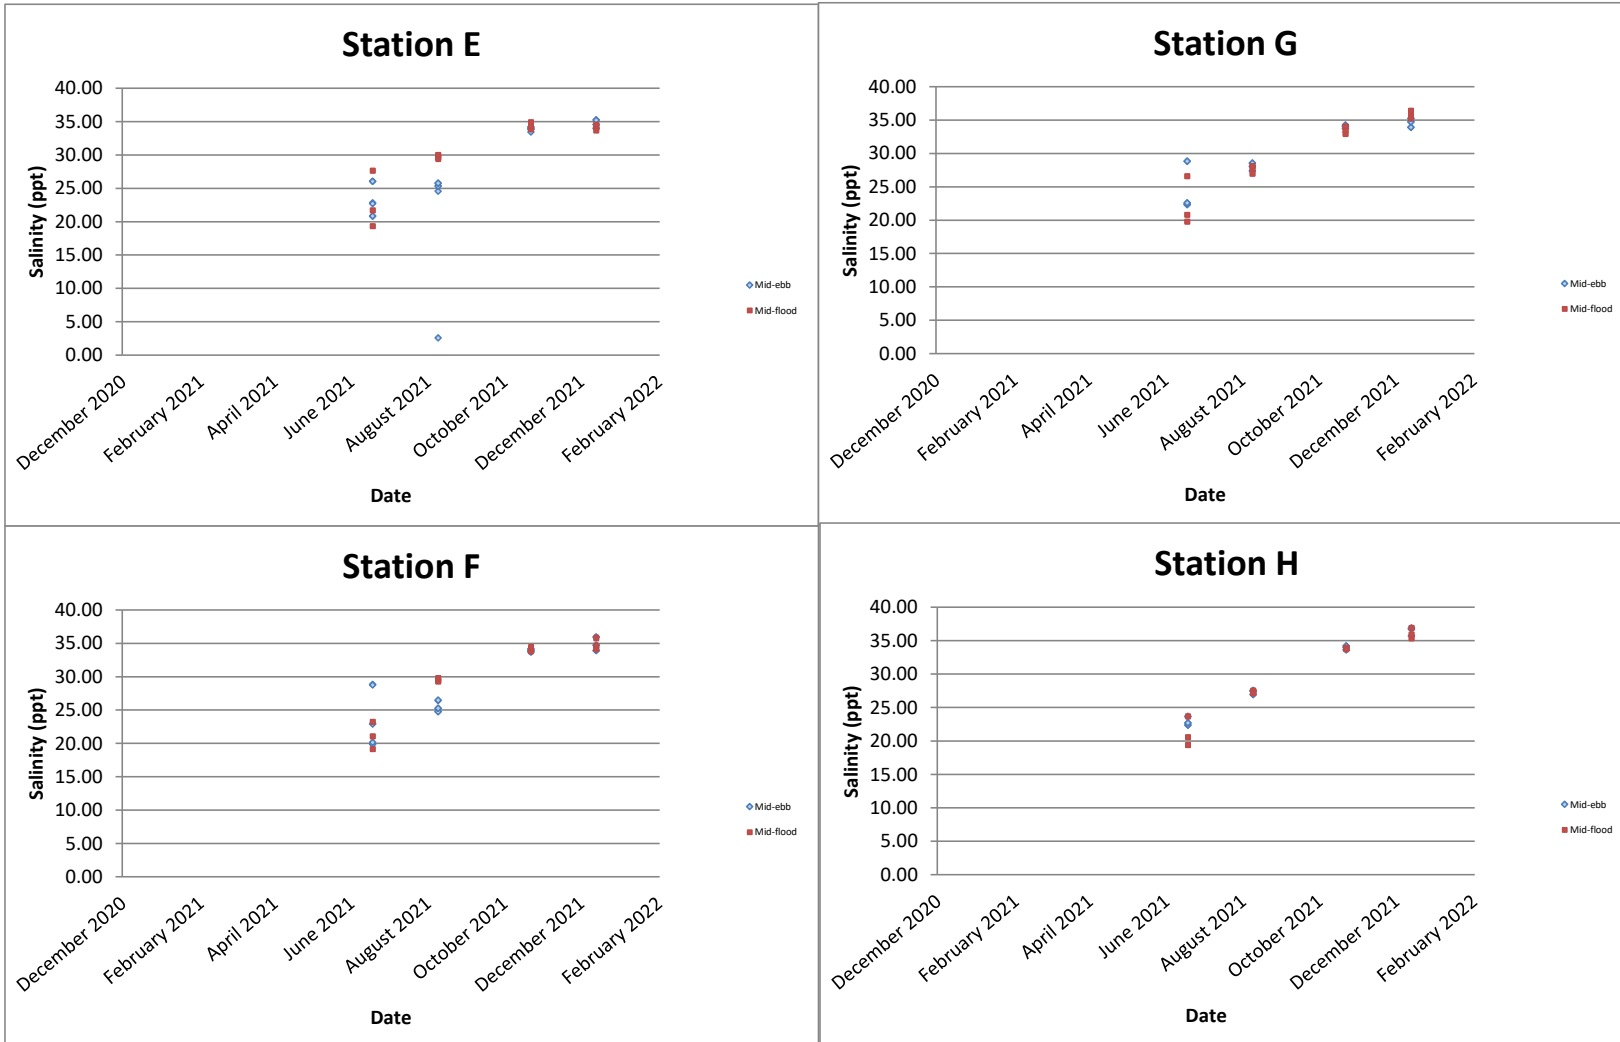 Station E
40.00
35.00
30.00
25.00
20.00
15.00
10.00
5.00
0.00
Salinity (ppt)
December 2020
February 2021
April 2021
June 2021
August 2021
October 2021
December 2021
February 2022
Date
Mid-ebb
Mid-flood
Station G
40.00
35.00
30.00
25.00
20.00
15.00
10.00
5.00
0.00
Salinity (ppt)
December 2020
February 2021
April 2021
June 2021
August 2021
October 2021
December 2021
February 2022
Date
Mid-ebb
Mid-flood
Station F
40.00
35.00
30.00
25.00
20.00
15.00
10.00
5.00
0.00
Salinity (ppt)
December 2020
February 2021
April 2021
June 2021
August 2021
October 2021
December 2021
February 2022
Date
Mid-ebb
Mid-flood
Station H
40.00
35.00
30.00
25.00
20.00
15.00
10.00
5.00
0.00
Salinity (ppt)
December 2020
February 2021
April 2021
June 2021
August 2021
October 2021
December 2021
February 2022
Date
Mid-ebb
Mid-flood